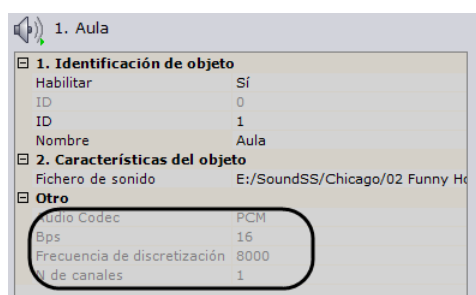 1. Aula
1. Identificación de objeto
Habilitar Sí
ID 0
ID 1
Nombre Aula
2. Características del objeto
Fichero de sonido E:/SoundSS/Chicago/02 Funny Ho
Otro
Audio Codec PCM
Bps 16
Frecuencia de discretización 8000
N de canales 1